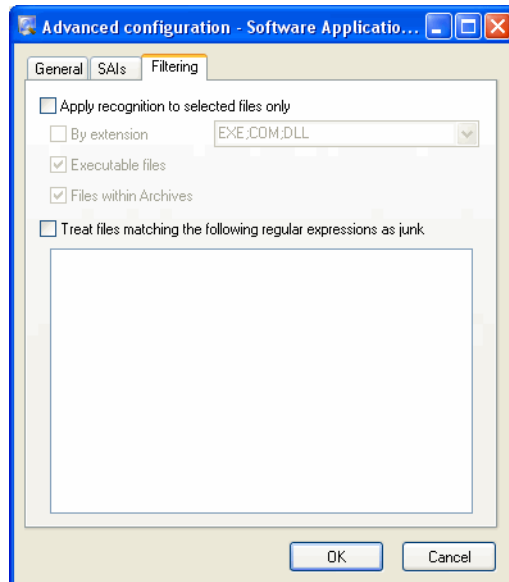 Advanced configuration - Software Applicatio...
General SAIs Filtering
Apply recognition to selected files only
By extension EXE;COM;DLL
Executable files
Files within Archives
Treat files matching the following regular expressions as junk
OK Cancel